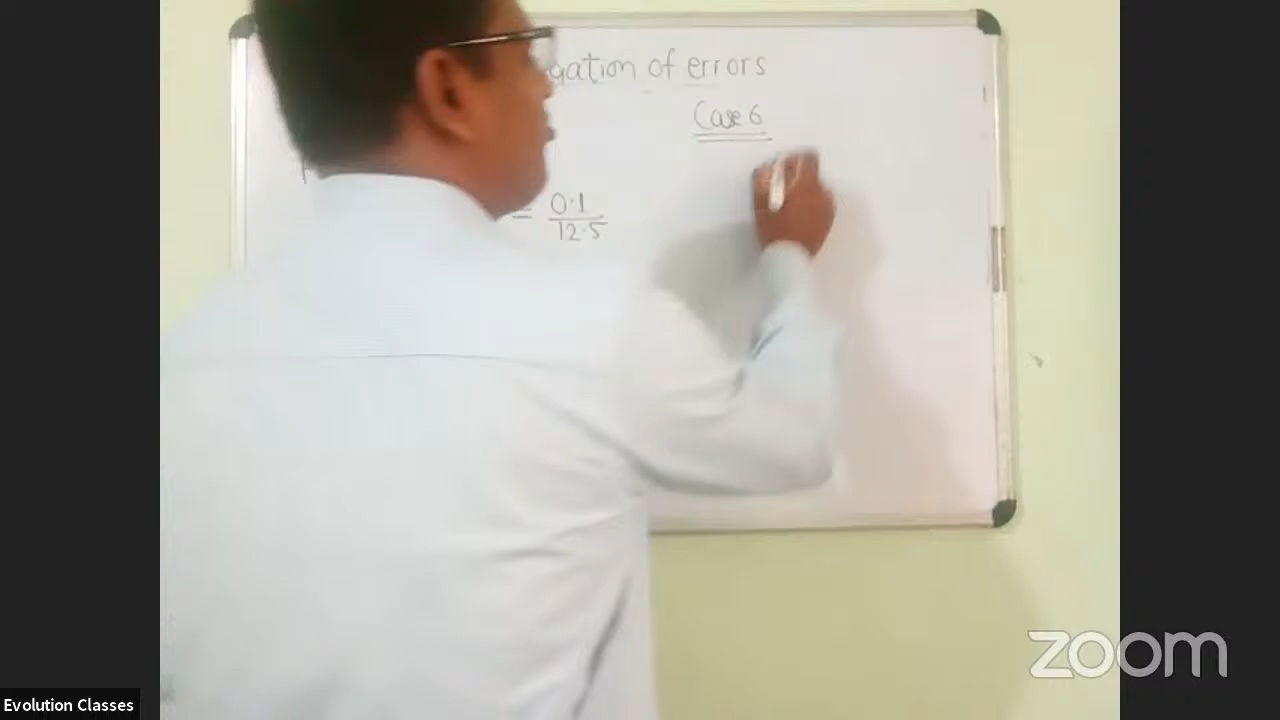 gation of errors
Case 6
= 0.1
12.5
zoom
Evolution Classes